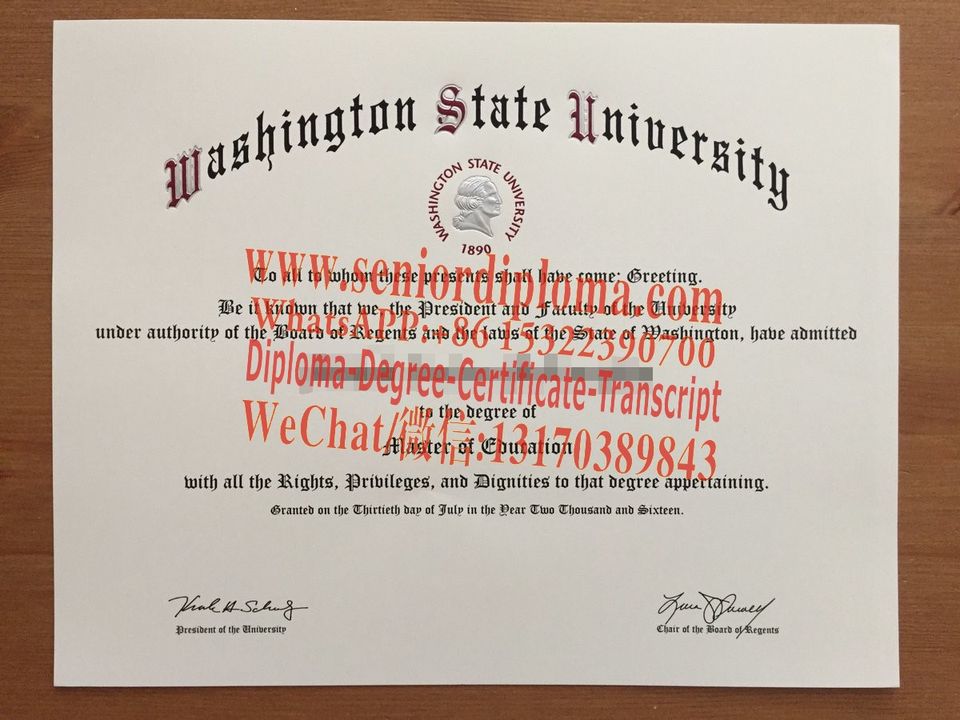 Washington State University
WASHINGTON STATE UNIVERSITY
1890
www.seniordiploma.com
To all to whom these presents shall have come: Greeting.
Be it known that we, the President and Faculty of the University
WhatsAPP:+86 15322390700
under authority of the Board of Regents and the laws of the State of Washington, have admitted
Diploma-Degree-Certificate-Transcript
to the degree of
WeChat/微信:13170389843
Master of Education
with all the Rights, Privileges, and Dignities to that degree appertaining.
Granted on the Thirtieth day of July in the Year Two Thousand and Sixteen.
President of the University
Chair of the Board of Regents